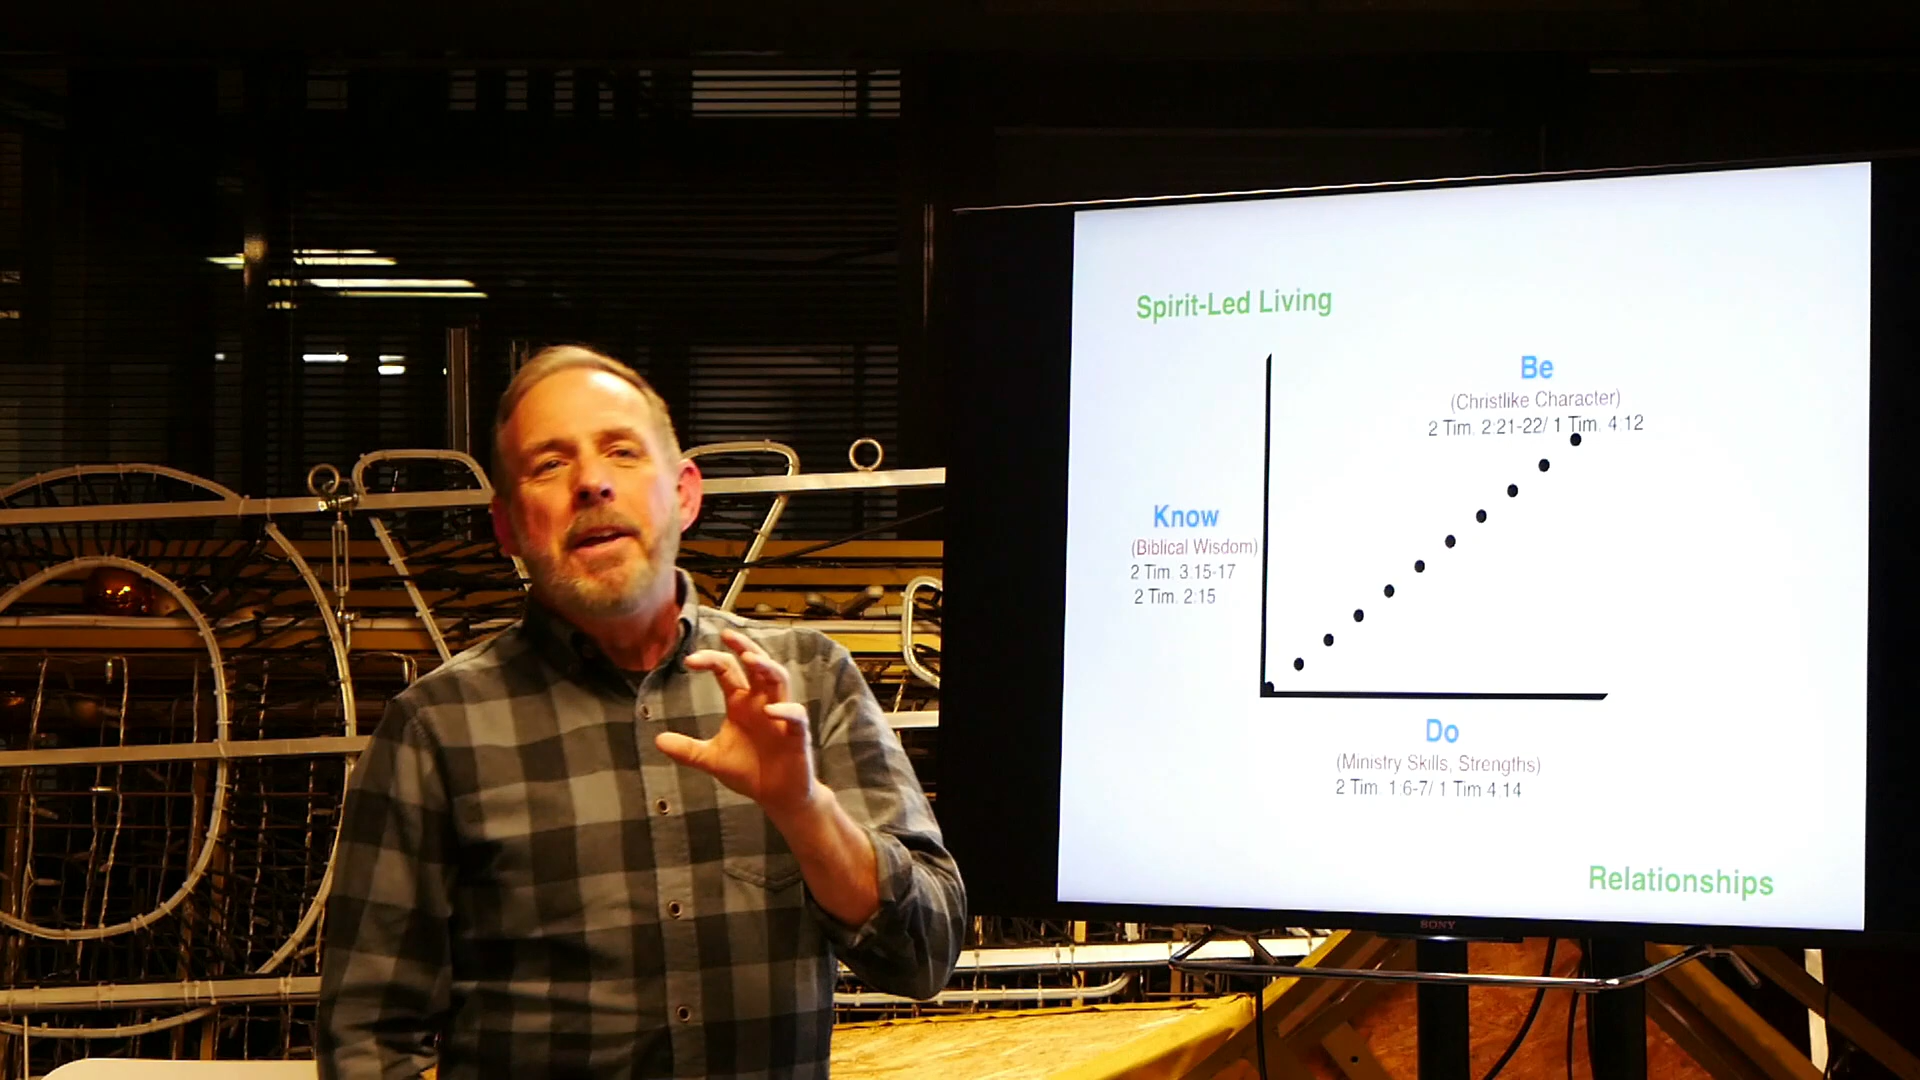 Spirit-Led Living
Be
(Christlike Character)
2 Tim. 2:21-22/ 1 Tim. 4:12
Know
(Biblical Wisdom)
2 Tim. 3:15-17
2 Tim. 2:15
Do
(Ministry Skills, Strengths)
2 Tim. 1:6-7/ 1 Tim 4:14
Relationships
SONY